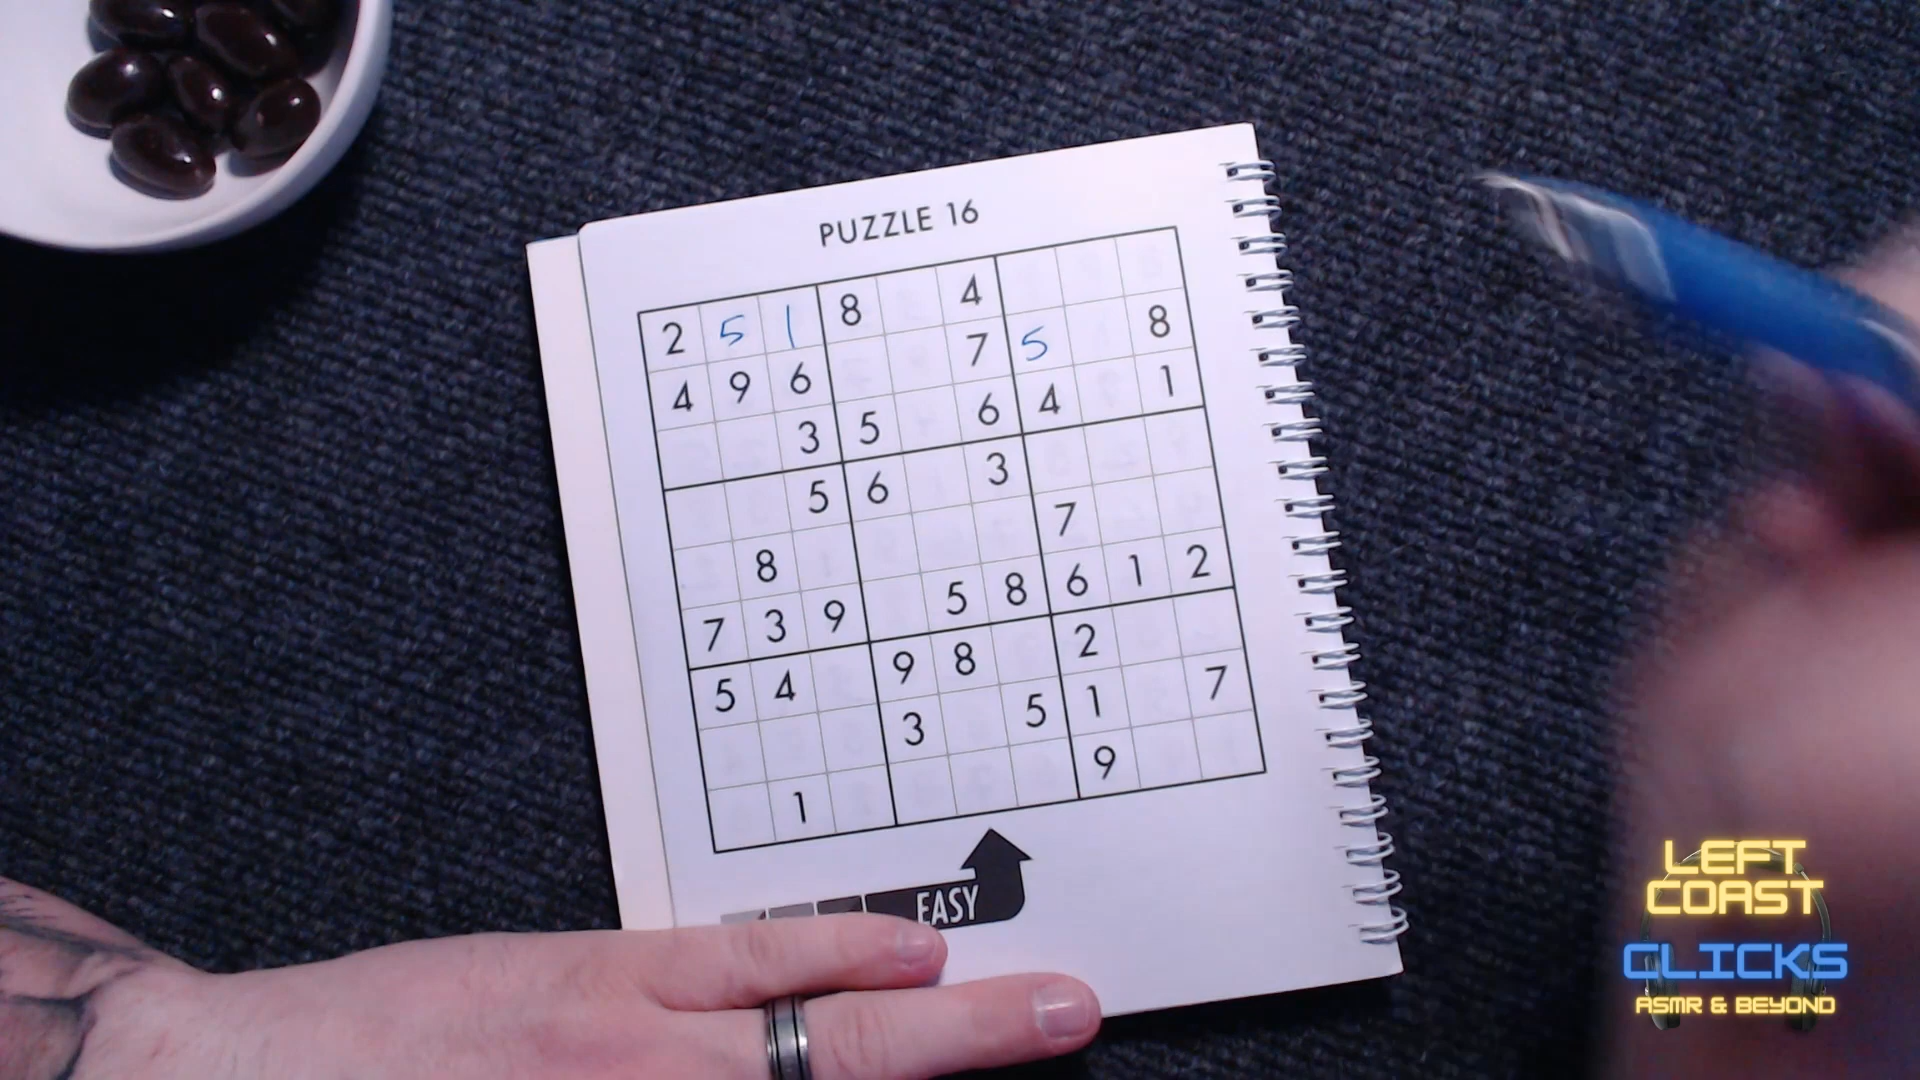 PUZZLE 16
2 5 1 8 4
4 9 6 7 5 8
3 5 6 4 1
5 6 3
8 7
7 3 9 5 8 6 1 2
5 4 9 8 2
3 5 1 7
1 9
EASY
LEFT
COAST
CLICKS
ASMR & BEYOND